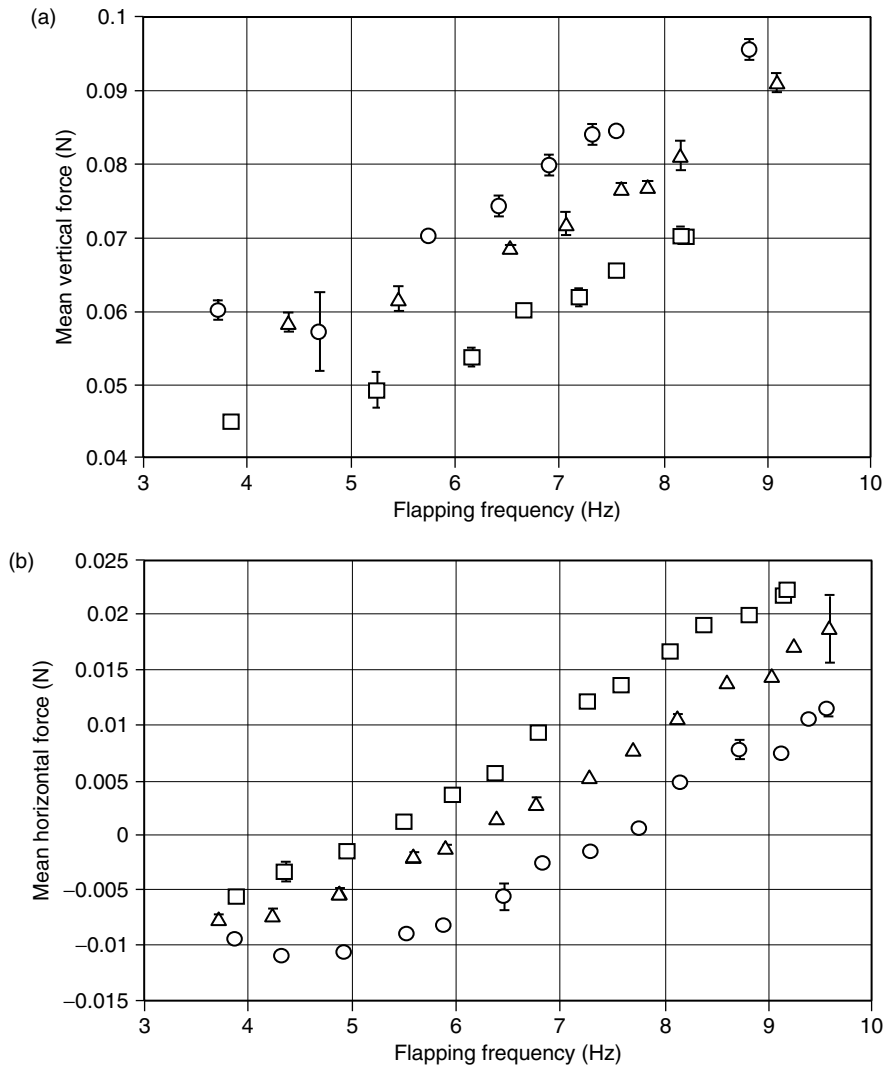 (a)
0.1
0.09
0.08
0.07
0.06
0.05
0.04
Mean vertical force (N)
3 4 5 6 7 8 9 10
Flapping frequency (Hz)
(b)
0.025
0.02
0.015
0.01
0.005
0
−0.005
−0.01
−0.015
Mean horizontal force (N)
3 4 5 6 7 8 9 10
Flapping frequency (Hz)